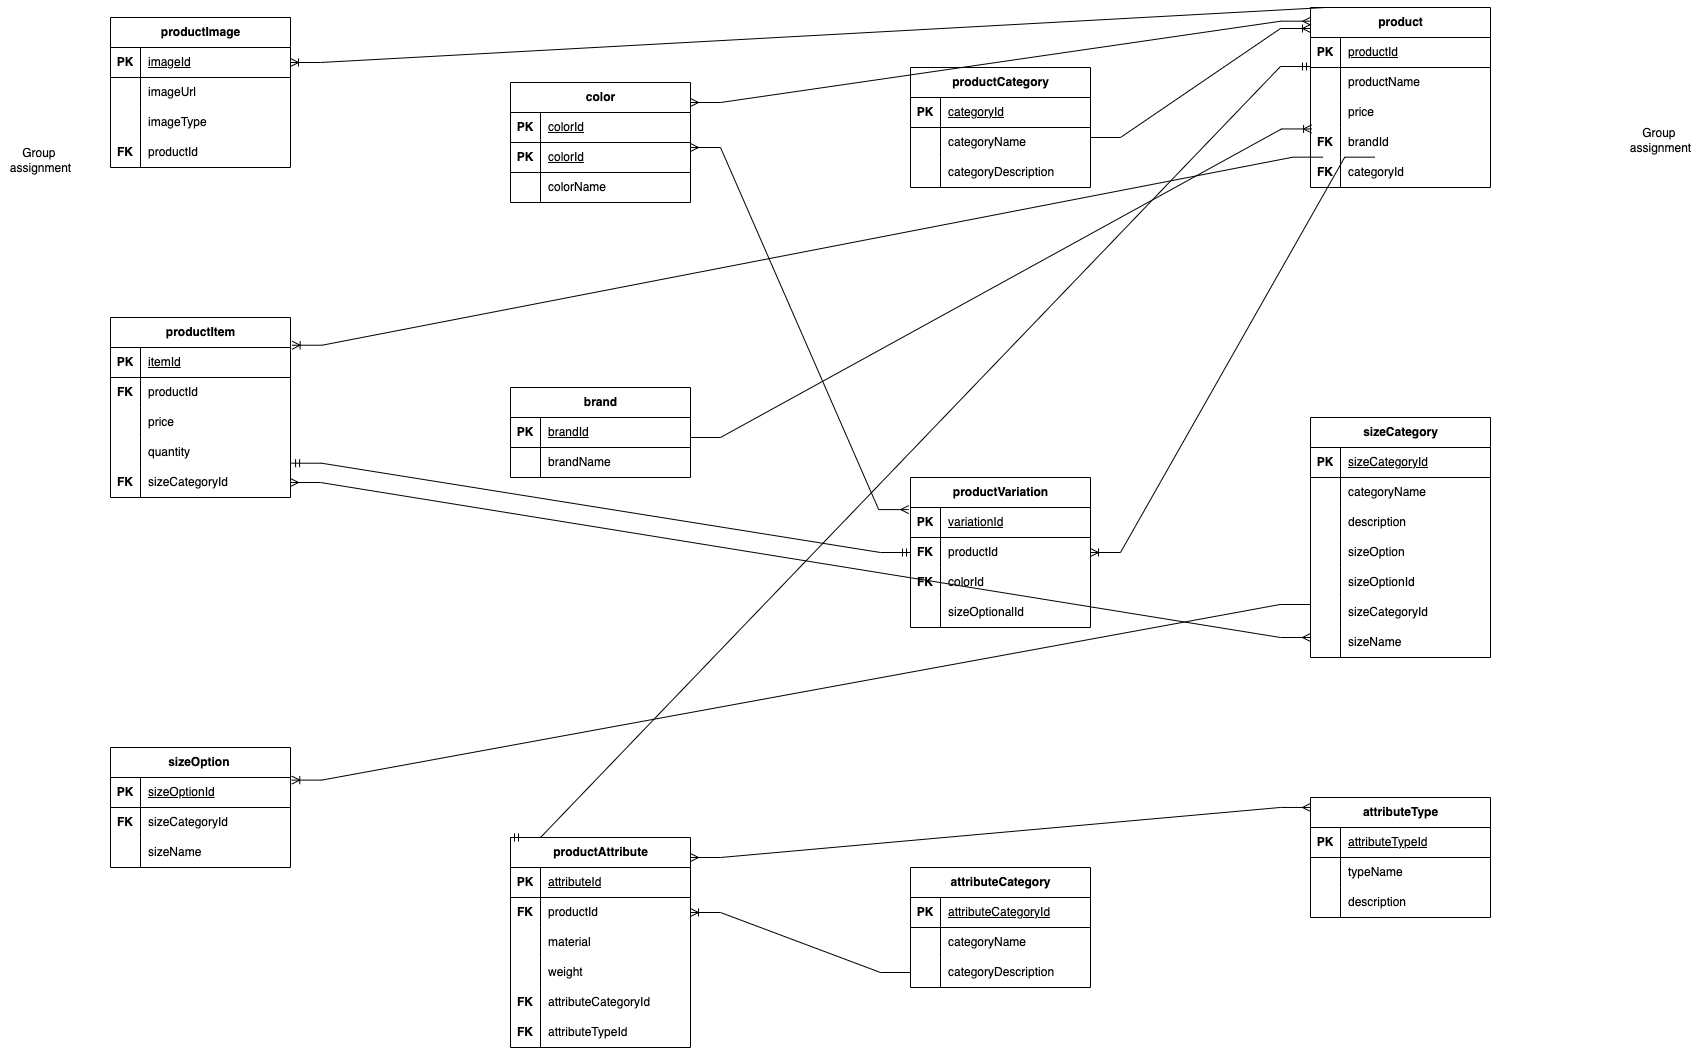 productImage
PK imageId
imageUrl
imageType
FK productId
color
PK colorId
PK colorId
colorName
productCategory
PK categoryId
categoryName
categoryDescription
product
PK productId
productName
price
FK brandId
FK categoryId
Group
assignment
Group
assignment
productItem
PK itemId
FK productId
price
quantity
FK sizeCategoryId
brand
PK brandId
brandName
productVariation
PK variationId
FK productId
FK colorId
sizeOptionalId
sizeCategory
PK sizeCategoryId
categoryName
description
sizeOption
sizeOptionId
sizeCategoryId
sizeName
sizeOption
PK sizeOptionId
FK sizeCategoryId
sizeName
productAttribute
PK attributeId
FK productId
material
weight
FK attributeCategoryId
FK attributeTypeId
attributeCategory
PK attributeCategoryId
categoryName
categoryDescription
attributeType
PK attributeTypeId
typeName
description